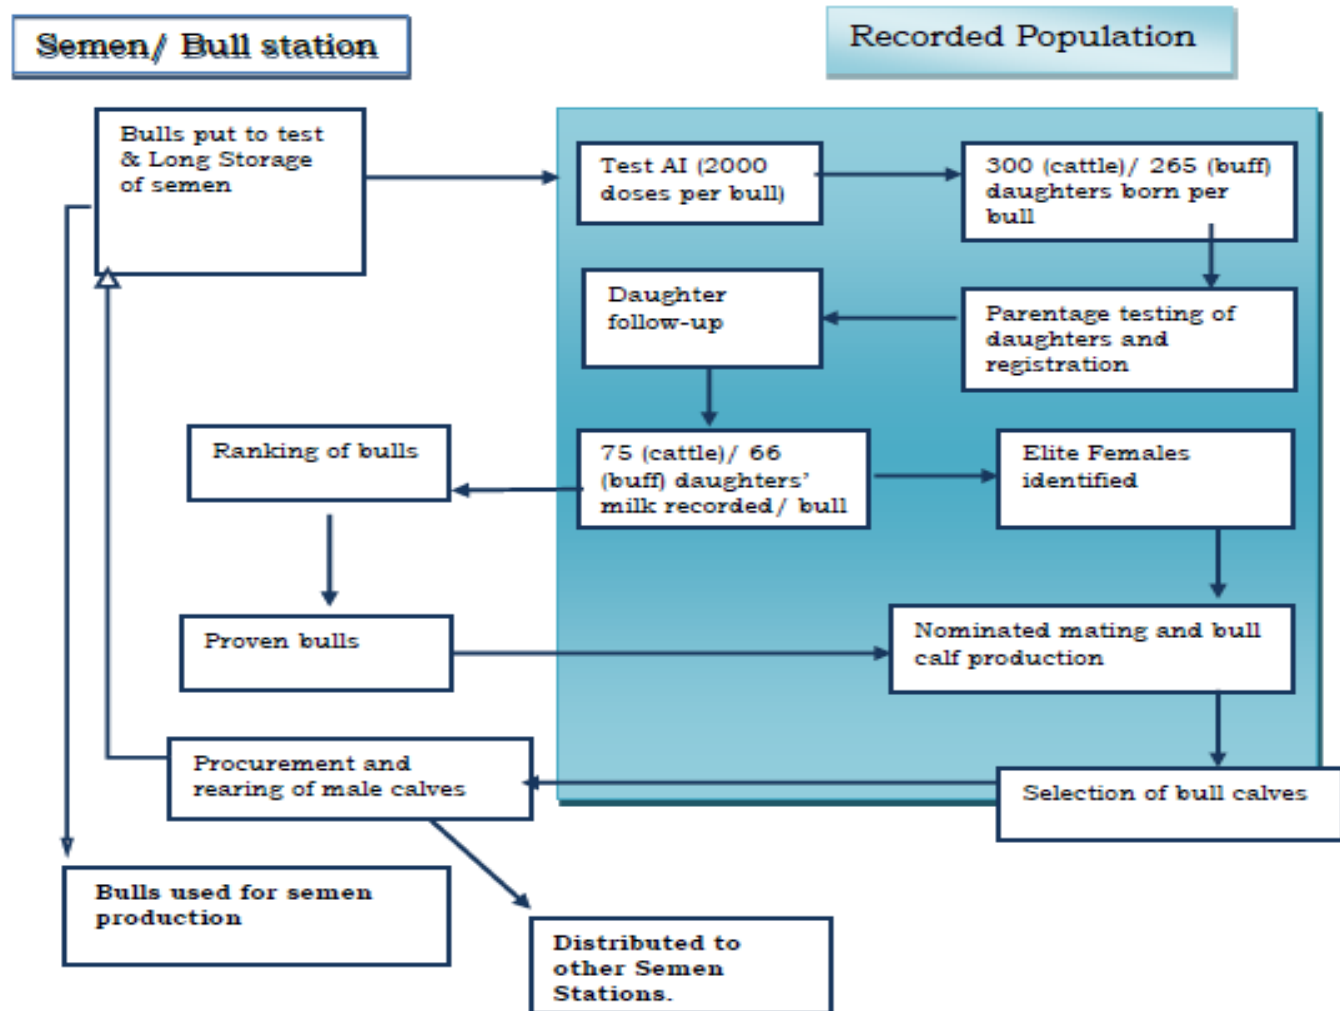 Semen/ Bull station
Recorded Population
Bulls put to test
& Long Storage
of semen
Test AI (2000
doses per bull)
300 (cattle)/ 265 (buff)
daughters born per
bull
Daughter
follow-up
Parentage testing of
daughters and
registration
Ranking of bulls
75 (cattle)/ 66
(buff) daughters'
milk recorded/ bull
Elite Females
identified
Proven bulls
Nominated mating and bull
calf production
Procurement and
rearing of male calves
Selection of bull calves
Bulls used for semen
production
Distributed to
other Semen
Stations.